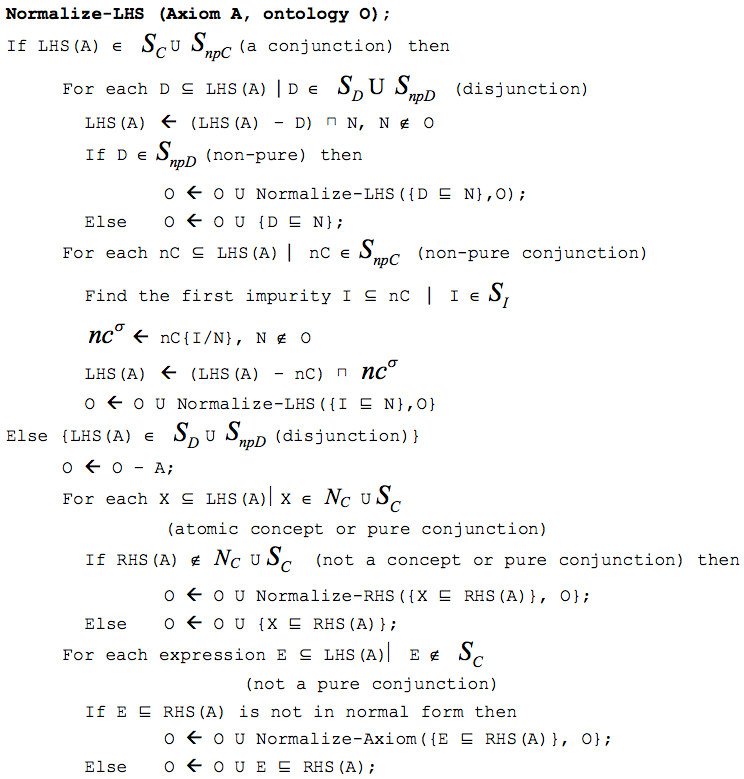 Normalize-LHS (Axiom A, ontology O);
If LHS(A) ∈ S_C ∪ S_npC (a conjunction) then
For each D ⊆ LHS(A) | D ∈ S_D ∪ S_npD (disjunction)
LHS(A) ← (LHS(A) - D) ⊓ N, N ∉ O
If D ∈ S_npD (non-pure) then
O ← O ∪ Normalize-LHS({D ⊑ N},O);
Else O ← O ∪ {D ⊑ N};
For each nC ⊆ LHS(A) | nC ∈ S_npC (non-pure conjunction)
Find the first impurity I ⊆ nC | I ∈ S_I
nc^σ ← nC{I/N}, N ∉ O
LHS(A) ← (LHS(A) - nC) ⊓ nc^σ
O ← O ∪ Normalize-LHS({I ⊑ N},O}
Else {LHS(A) ∈ S_D ∪ S_npD (disjunction)}
O ← O - A;
For each X ⊆ LHS(A)| X ∈ N_C ∪ S_C
(atomic concept or pure conjunction)
If RHS(A) ∉ N_C ∪ S_C (not a concept or pure conjunction) then
O ← O ∪ Normalize-RHS({X ⊑ RHS(A)}, O};
Else O ← O ∪ {X ⊑ RHS(A)};
For each expression E ⊆ LHS(A)| E ∉ S_C
(not a pure conjunction)
If E ⊑ RHS(A) is not in normal form then
O ← O ∪ Normalize-Axiom({E ⊑ RHS(A)}, O};
Else O ← O ∪ E ⊑ RHS(A);